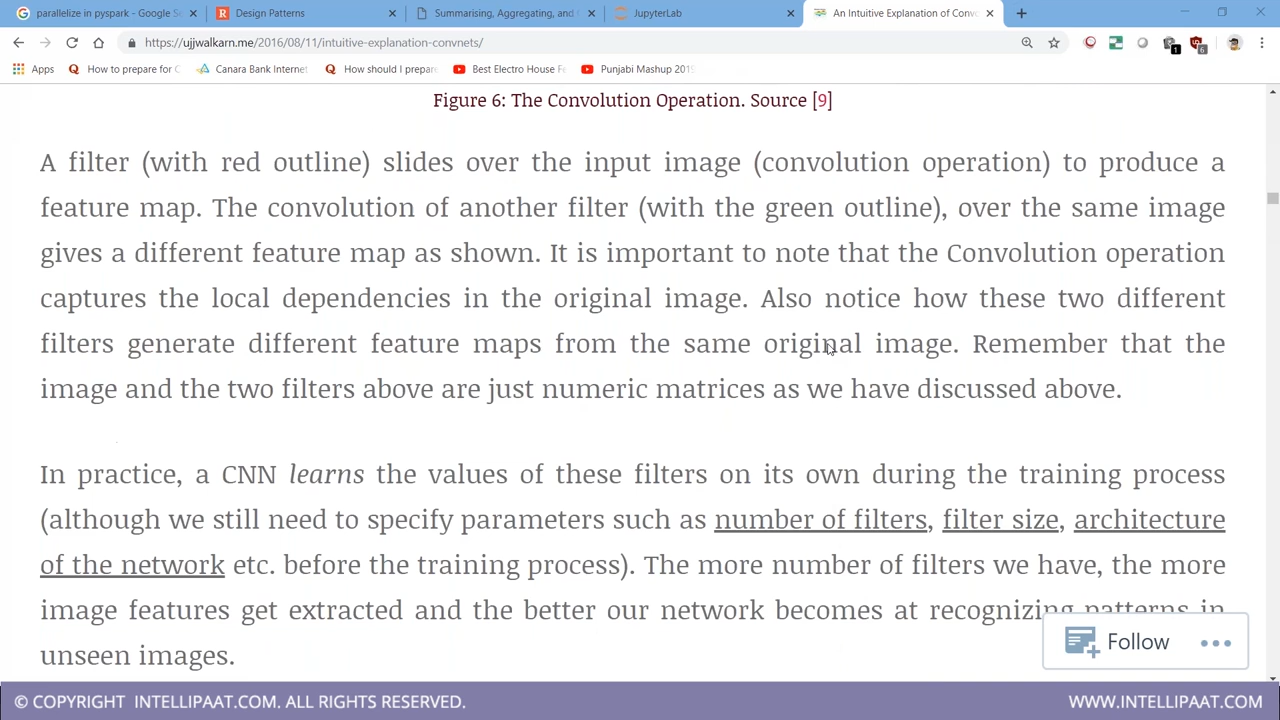 parallelize in pyspark - Google S
Design Patterns
Summarising, Aggregating, and
JupyterLab
An Intuitive Explanation of Conv
https://ujjwalkarn.me/2016/08/11/intuitive-explanation-convnets/
Apps
How to prepare for C
Canara Bank Internet
How should I prepare
Best Electro House Fe
Punjabi Mashup 2019
Figure 6: The Convolution Operation. Source [9]
A filter (with red outline) slides over the input image (convolution operation) to produce a
feature map. The convolution of another filter (with the green outline), over the same image
gives a different feature map as shown. It is important to note that the Convolution operation
captures the local dependencies in the original image. Also notice how these two different
filters generate different feature maps from the same original image. Remember that the
image and the two filters above are just numeric matrices as we have discussed above.
In practice, a CNN learns the values of these filters on its own during the training process
(although we still need to specify parameters such as number of filters, filter size, architecture
of the network etc. before the training process). The more number of filters we have, the more
image features get extracted and the better our network becomes at recognizing patterns in
unseen images.
Follow
© COPYRIGHT INTELLIPAAT.COM. ALL RIGHTS RESERVED.
WWW.INTELLIPAAT.COM